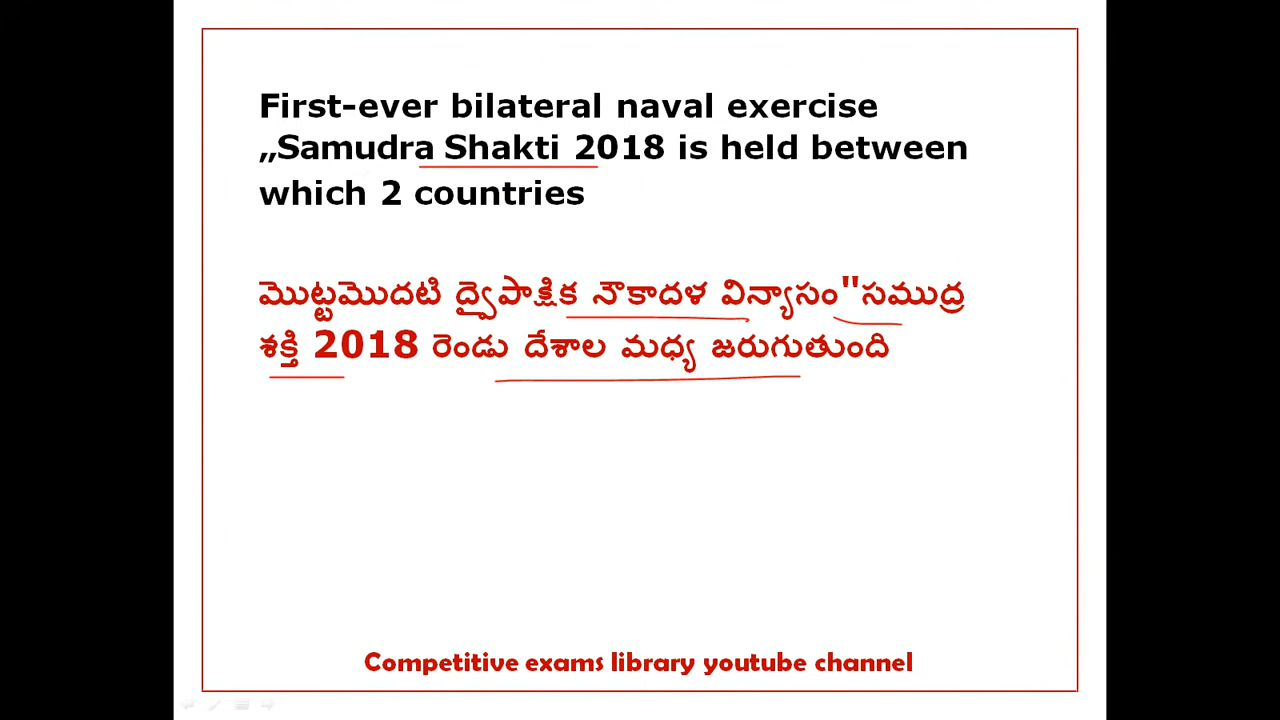 First-ever bilateral naval exercise
„Samudra Shakti 2018 is held between
which 2 countries
మొట్టమొదటి ద్వైపాక్షిక నౌకాదళ విన్యాసం"సముద్ర
శక్తి 2018 రెండు దేశాల మధ్య జరుగుతుంది
Competitive exams library youtube channel